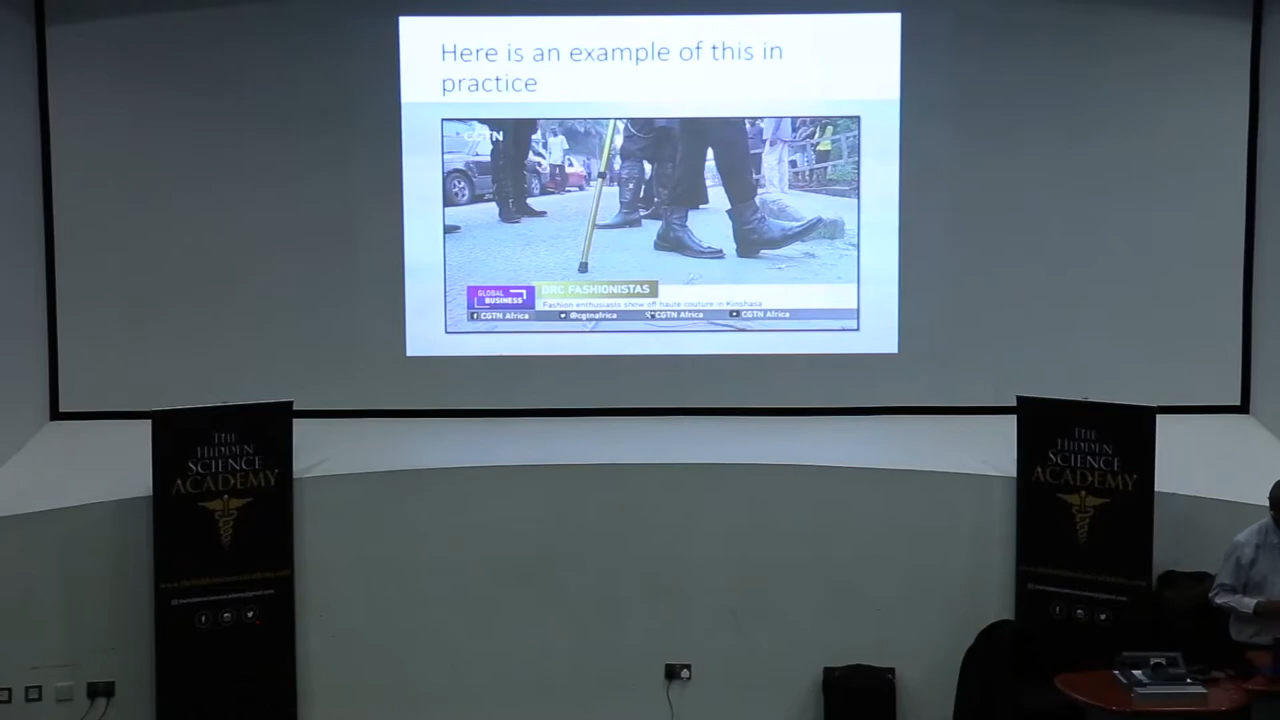 Here is an example of this in
practice
CGTN
GLOBAL
BUSINESS
DRC FASHIONISTAS
Fashion enthusiasts show off haute couture in Kinshasa
CGTN Africa
@cgtnafrica
CGTN Africa
CGTN Africa
THE
HIDDEN
SCIENCE
ACADEMY
THE
HIDDEN
SCIENCE
ACADEMY